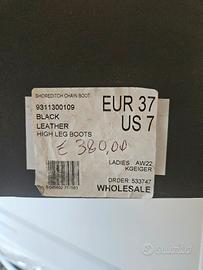 SHOREDITCH CHAIN BOOT
9311300109
BLACK
LEATHER
HIGH LEG BOOTS
EUR 37
US 7
€ 380,00
LADIES AW22
KGEIGER
ORDER: 533747
WHOLESALE
subito